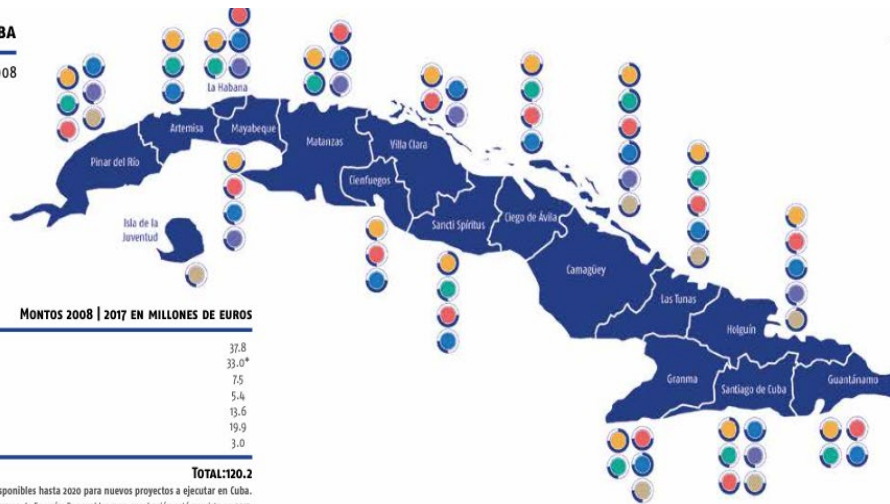 BA
008
La Habana
Artemisa
Mayabeque
Matanzas
Villa Clara
Pinar del Río
Cienfuegos
Isla de la
Juventud
Sancti Spíritus
Ciego de Ávila
Camagüey
Las Tunas
Holguín
Granma
Santiago de Cuba
Guantánamo
MONTOS 2008 | 2017 EN MILLONES DE EUROS
37.8
33.0*
7.5
5.4
13.6
19.9
3.0
TOTAL:120.2
sponibles hasta 2020 para nuevos proyectos a ejecutar en Cuba.